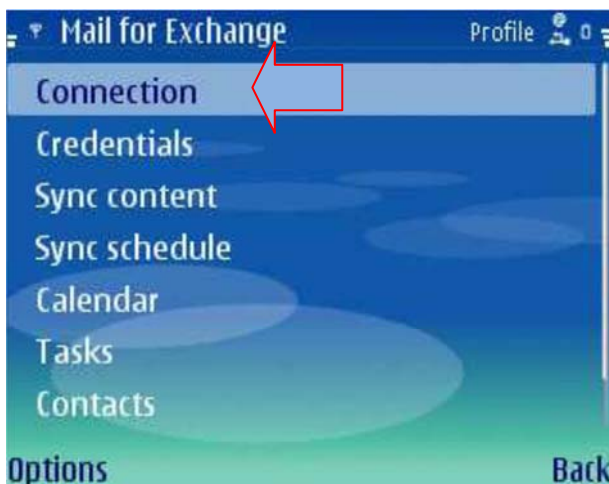 Mail for Exchange Profile
Connection
Credentials
Sync content
Sync schedule
Calendar
Tasks
Contacts
Options Back